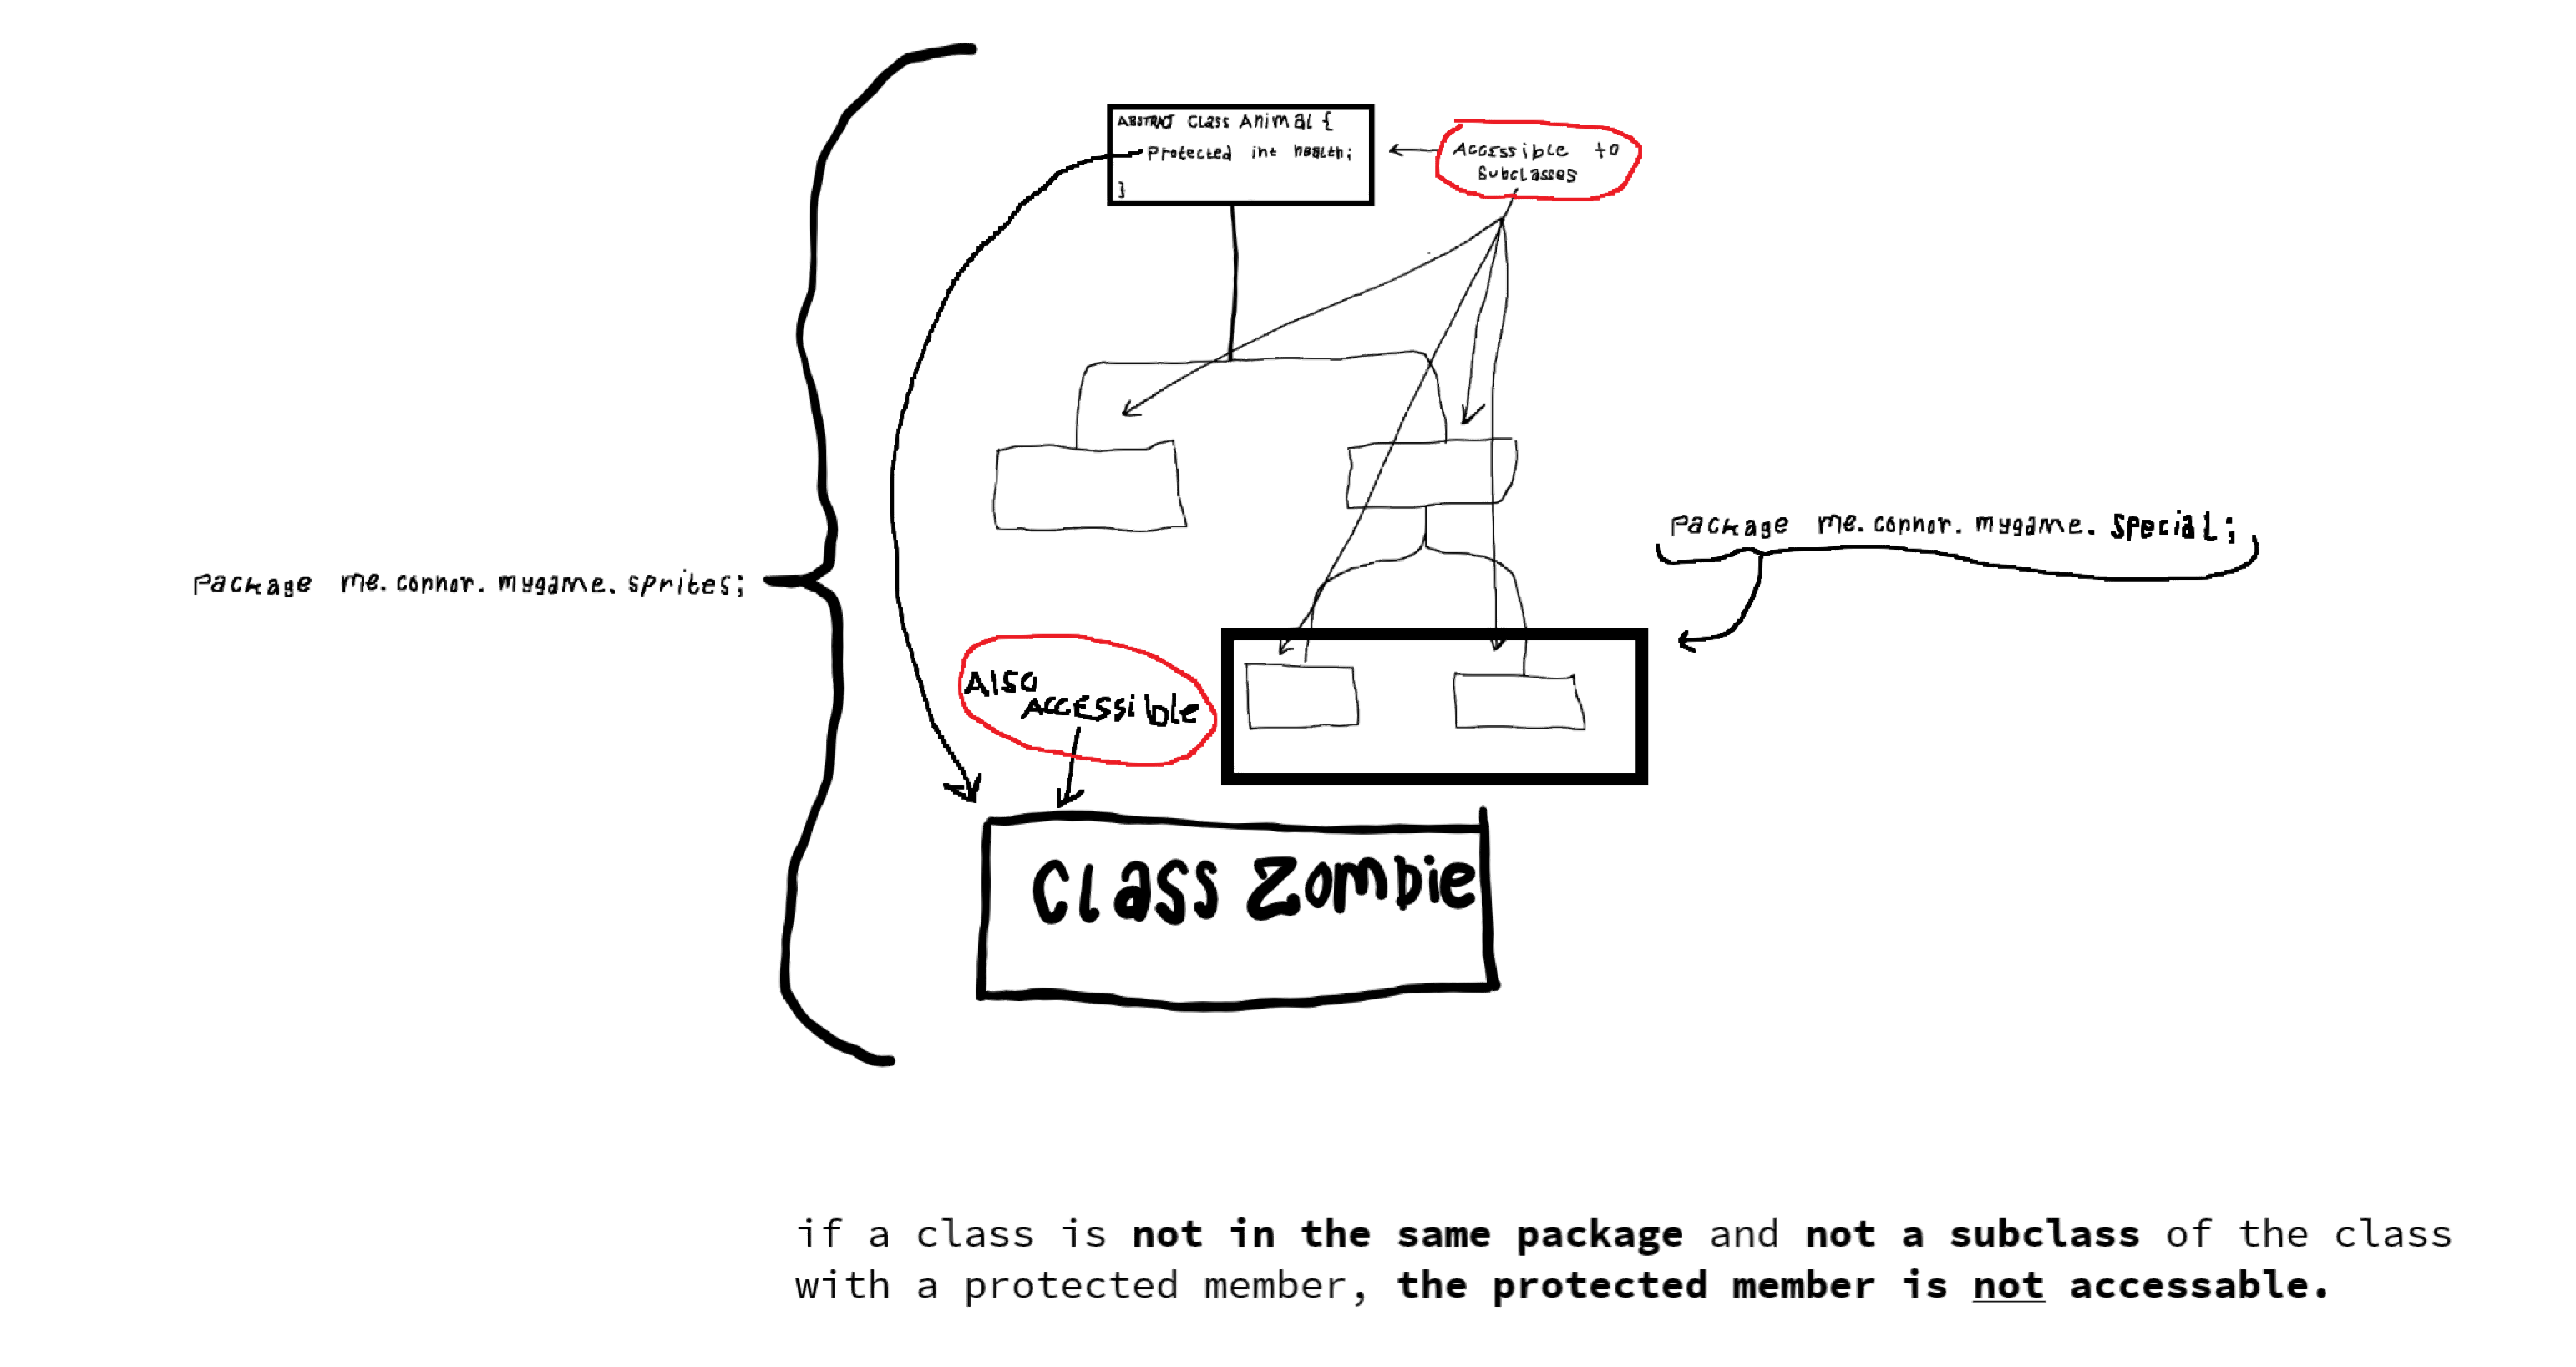 ABSTRACT Class Animal {
Protected int health;
}
Accessible to
Subclasses
Package me.connor.mygame.special;
Package me.connor.mygame.sprites;
Also
Accessible
Class Zombie
if a class is not in the same package and not a subclass of the class
with a protected member, the protected member is not accessable.